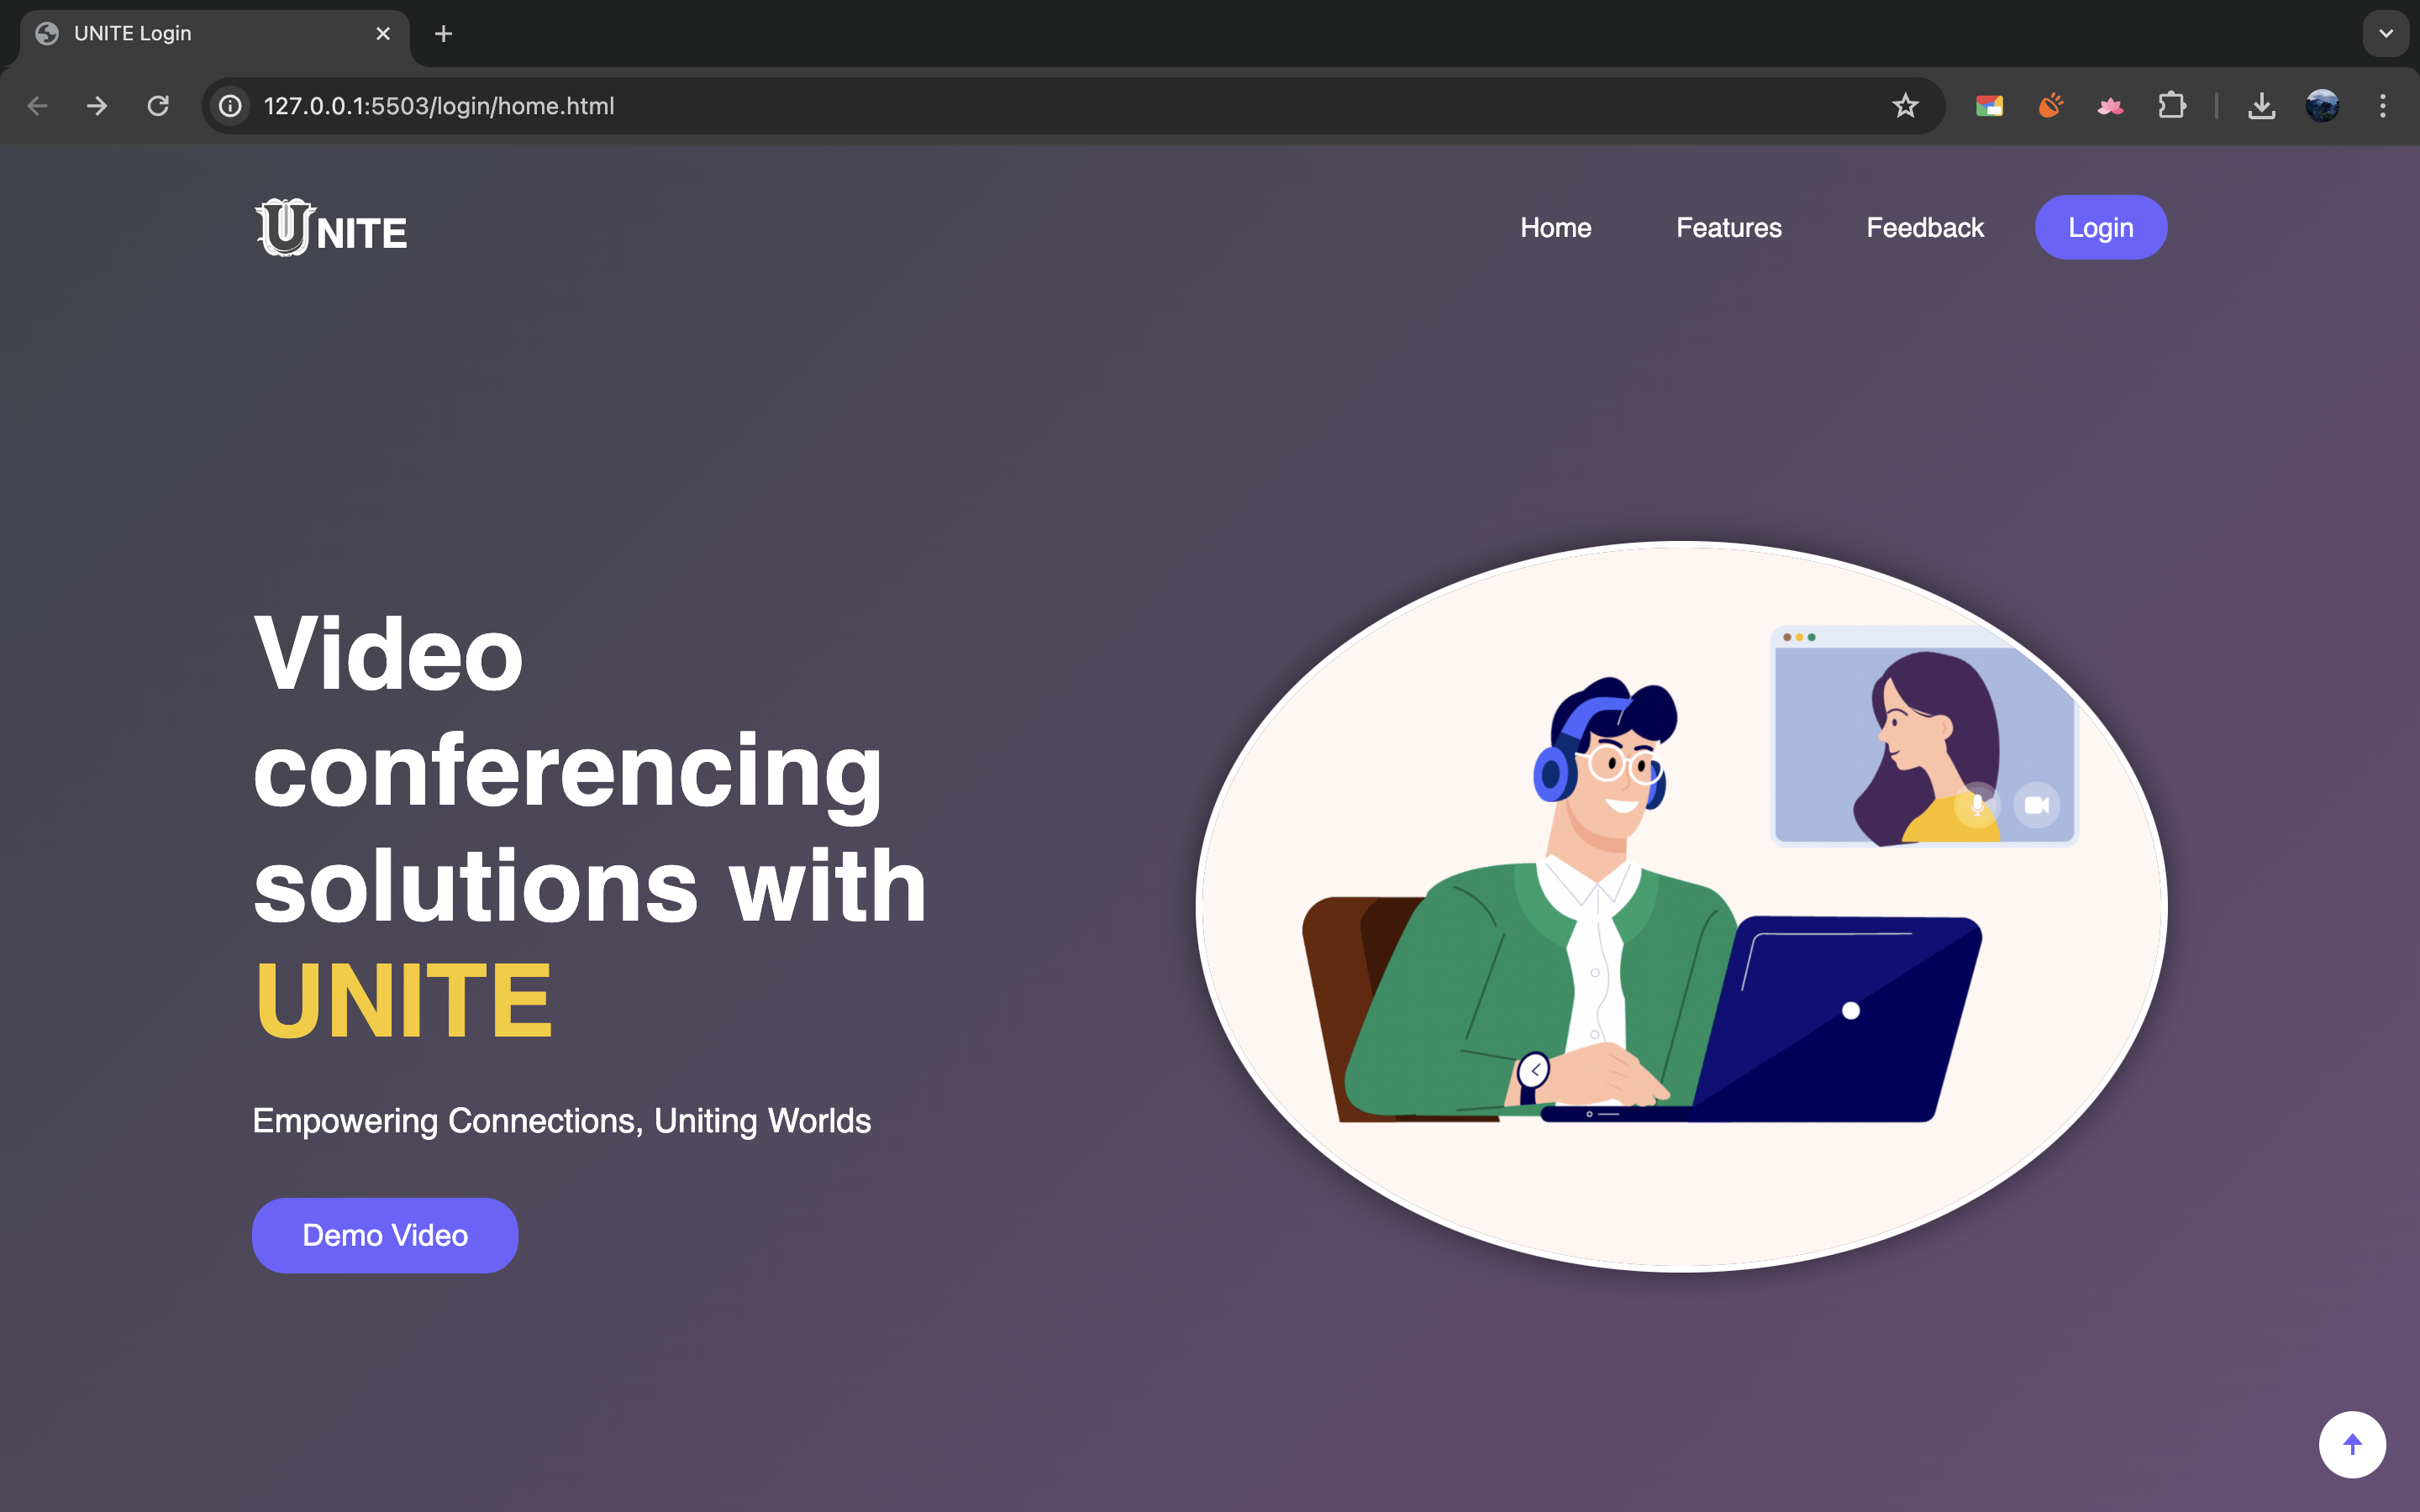 UNITE Login
127.0.0.1:5503/login/home.html
UNITE
Home
Features
Feedback
Login
Video
conferencing
solutions with
UNITE
Empowering Connections, Uniting Worlds
Demo Video